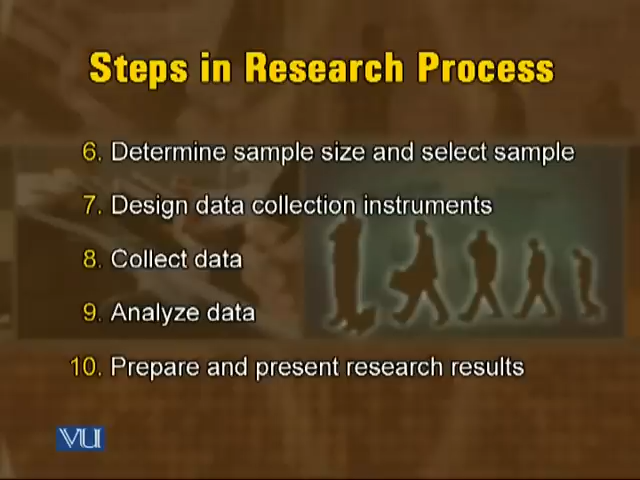 Steps in Research Process
6. Determine sample size and select sample
7. Design data collection instruments
8. Collect data
9. Analyze data
10. Prepare and present research results
VU